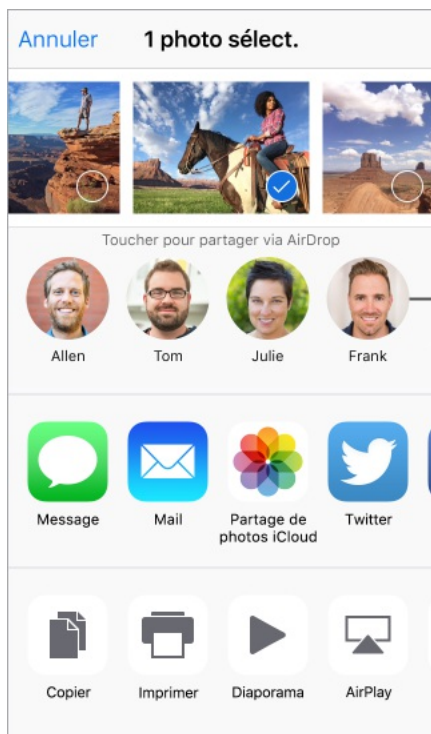 Annuler
1 photo sélect.
Toucher pour partager via AirDrop
Allen
Tom
Julie
Frank
Message
Mail
Partage de
photos iCloud
Twitter
Copier
Imprimer
Diaporama
AirPlay